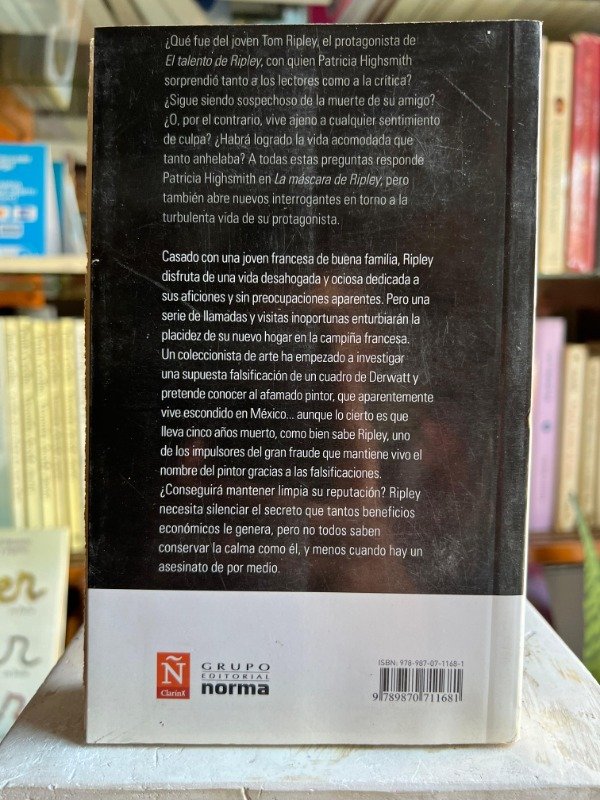 ¿Qué fue del joven Tom Ripley, el protagonista de
El talento de Ripley, con quien Patricia Highsmith
sorprendió tanto a los lectores como a la crítica?
¿Sigue siendo sospechoso de la muerte de su amigo?
¿O, por el contrario, vive ajeno a cualquier sentimiento
de culpa? ¿Habrá logrado la vida acomodada que
tanto anhelaba? A todas estas preguntas responde
Patricia Highsmith en La máscara de Ripley, pero
también abre nuevos interrogantes en torno a la
turbulenta vida de su protagonista.
Casado con una joven francesa de buena familia, Ripley
disfruta de una vida desahogada y ociosa dedicada a
sus aficiones y sin preocupaciones aparentes. Pero una
serie de llamadas y visitas inoportunas enturbiarán la
placidez de su nuevo hogar en la campiña francesa.
Un coleccionista de arte ha empezado a investigar
una supuesta falsificación de un cuadro de Derwatt y
pretende conocer al afamado pintor, que aparentemente
vive escondido en México... aunque lo cierto es que
lleva cinco años muerto, como bien sabe Ripley, uno
de los impulsores del gran fraude que mantiene vivo el
nombre del pintor gracias a las falsificaciones.
¿Conseguirá mantener limpia su reputación? Ripley
necesita silenciar el secreto que tantos beneficios
económicos le genera, pero no todos saben
conservar la calma como él, y menos cuando hay un
asesinato de por medio.
Ñ
ClarínX
GRUPO
EDITORIAL
norma
ISBN: 978-987-07-1168-1
9 789870 711681